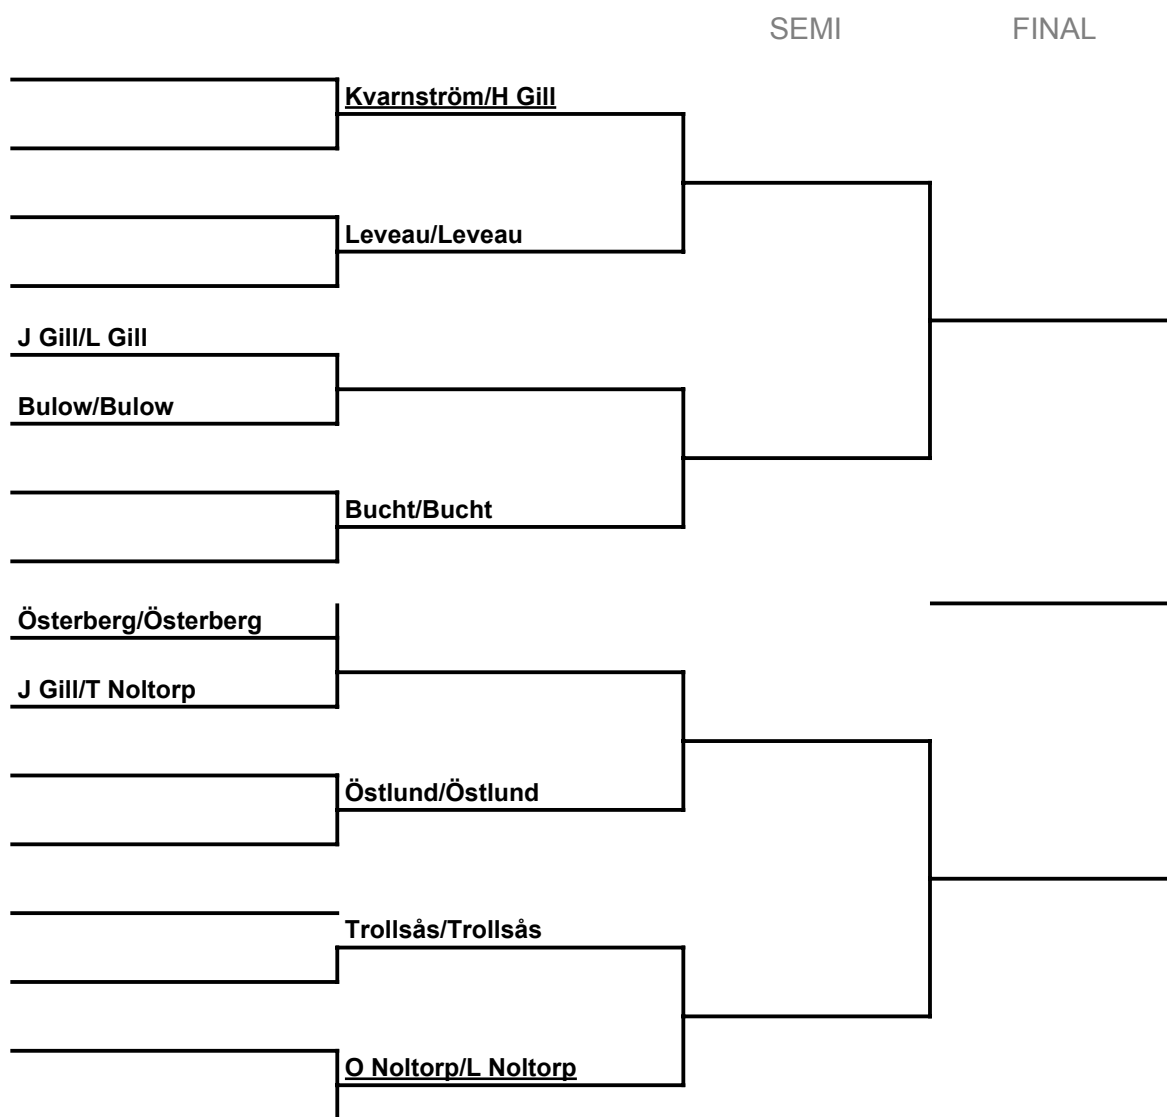 SEMI
FINAL
Kvarnström/H Gill
Leveau/Leveau
J Gill/L Gill
Bulow/Bulow
Bucht/Bucht
Österberg/Österberg
J Gill/T Noltorp
Östlund/Östlund
Trollsås/Trollsås
O Noltorp/L Noltorp